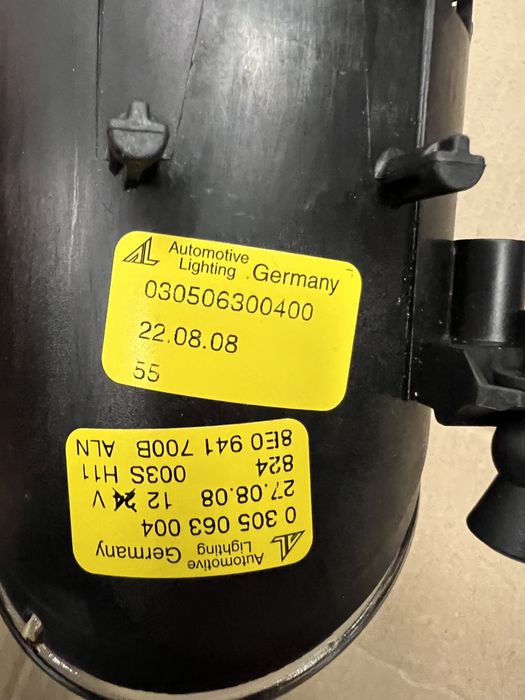 Automotive
Lighting Germany
030506300400
22.08.08
55
Automotive
Lighting Germany
0 305 063 004
27.08.08 12 24 V
824 003S H11
8E0 941 700B ALN